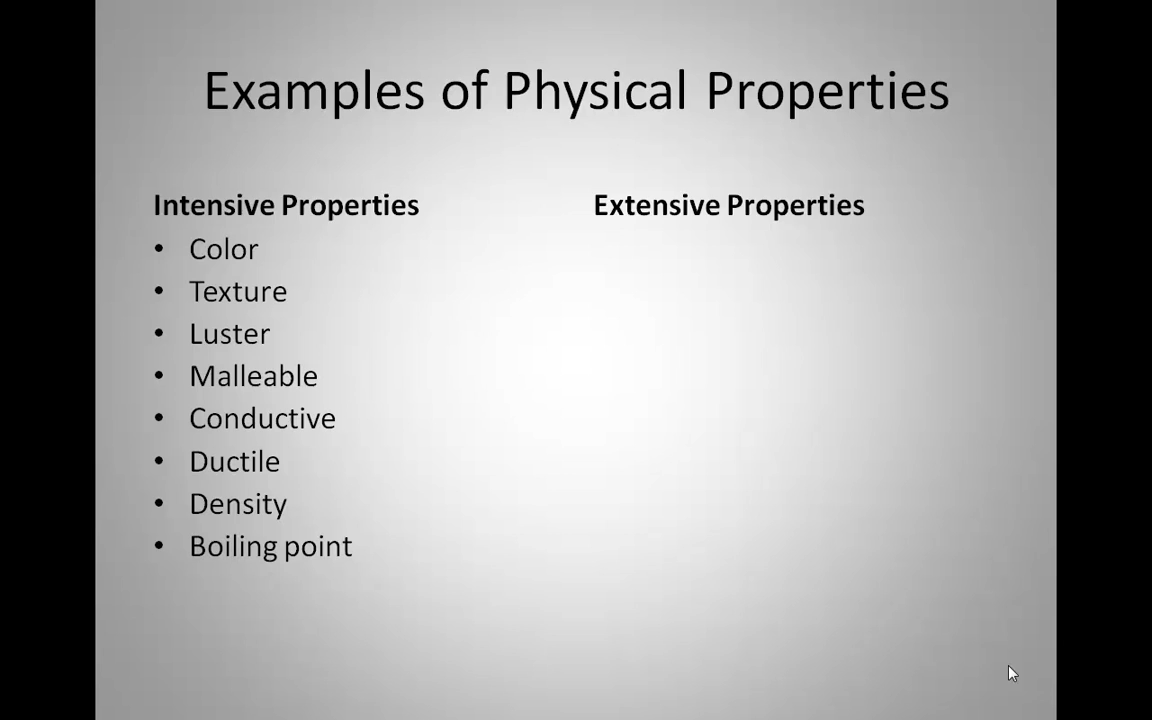 Examples of Physical Properties
Intensive Properties
• Color
• Texture
• Luster
• Malleable
• Conductive
• Ductile
• Density
• Boiling point
Extensive Properties